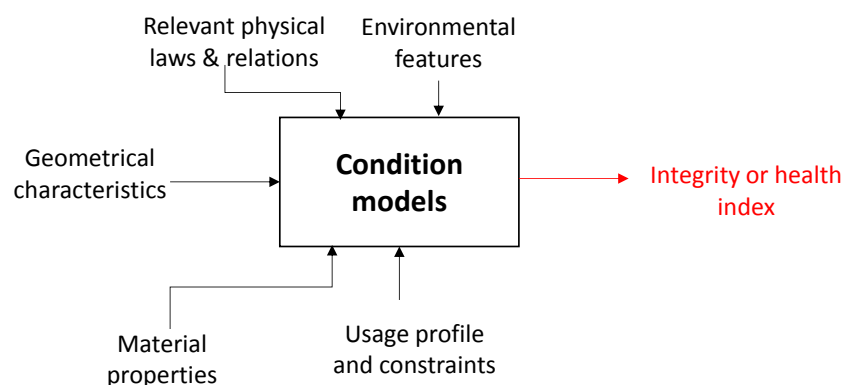 Relevant physical
laws & relations
Environmental
features
Geometrical
characteristics
Condition
models
Integrity or health
index
Material
properties
Usage profile
and constraints